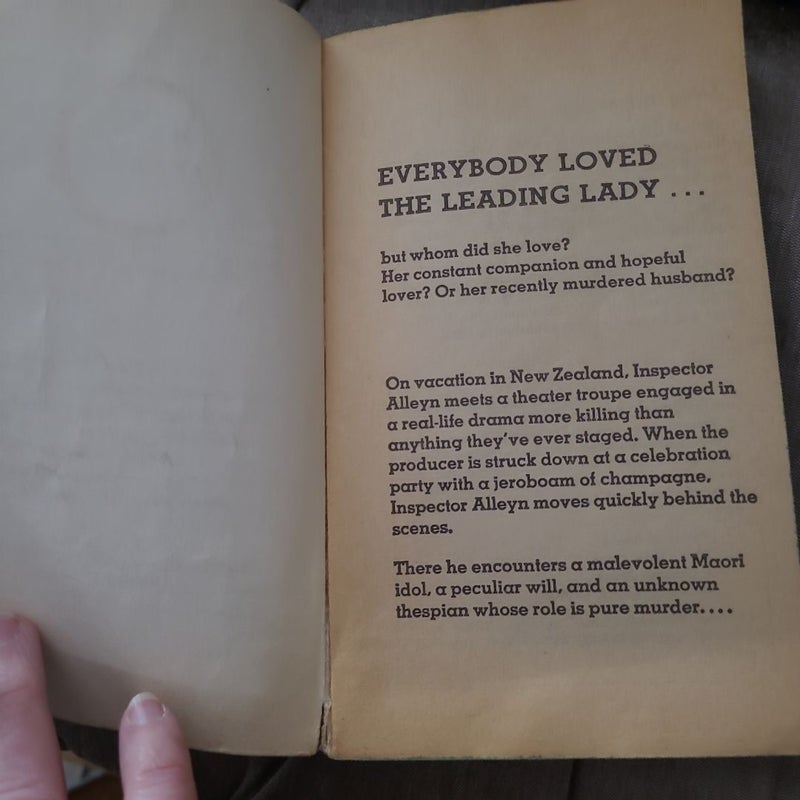 EVERYBODY LOVED
THE LEADING LADY ...
but whom did she love?
Her constant companion and hopeful
lover? Or her recently murdered husband?
On vacation in New Zealand, Inspector
Alleyn meets a theater troupe engaged in
a real-life drama more killing than
anything they've ever staged. When the
producer is struck down at a celebration
party with a jeroboam of champagne,
Inspector Alleyn moves quickly behind the
scenes.
There he encounters a malevolent Maori
idol, a peculiar will, and an unknown
thespian whose role is pure murder....